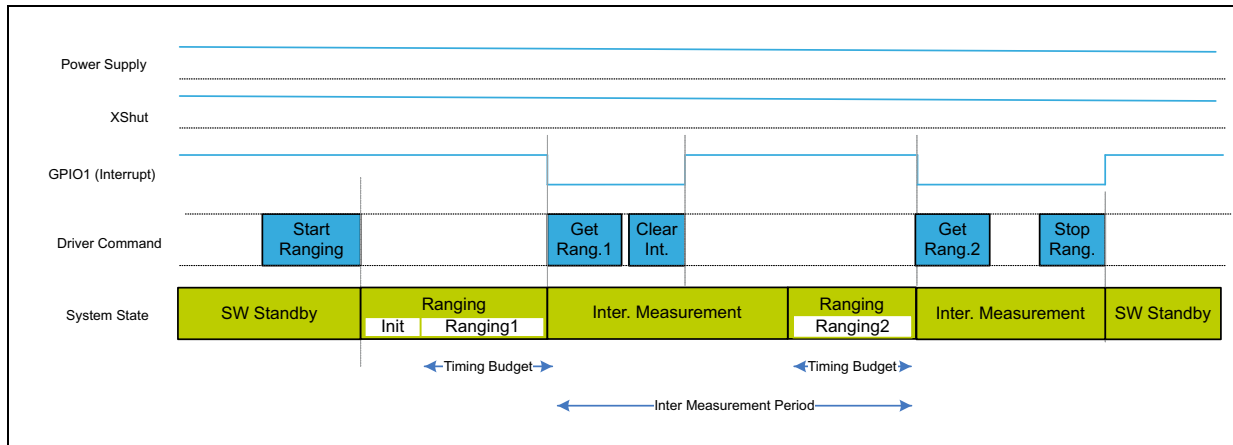 Power Supply
XShut
GPIO1 (Interrupt)
Driver Command
Start
Ranging
Get
Rang.1
Clear
Int.
Get
Rang.2
Stop
Rang.
System State
SW Standby
Ranging
Init
Ranging1
Inter. Measurement
Ranging
Ranging2
Inter. Measurement
SW Standby
Timing Budget
Timing Budget
Inter Measurement Period